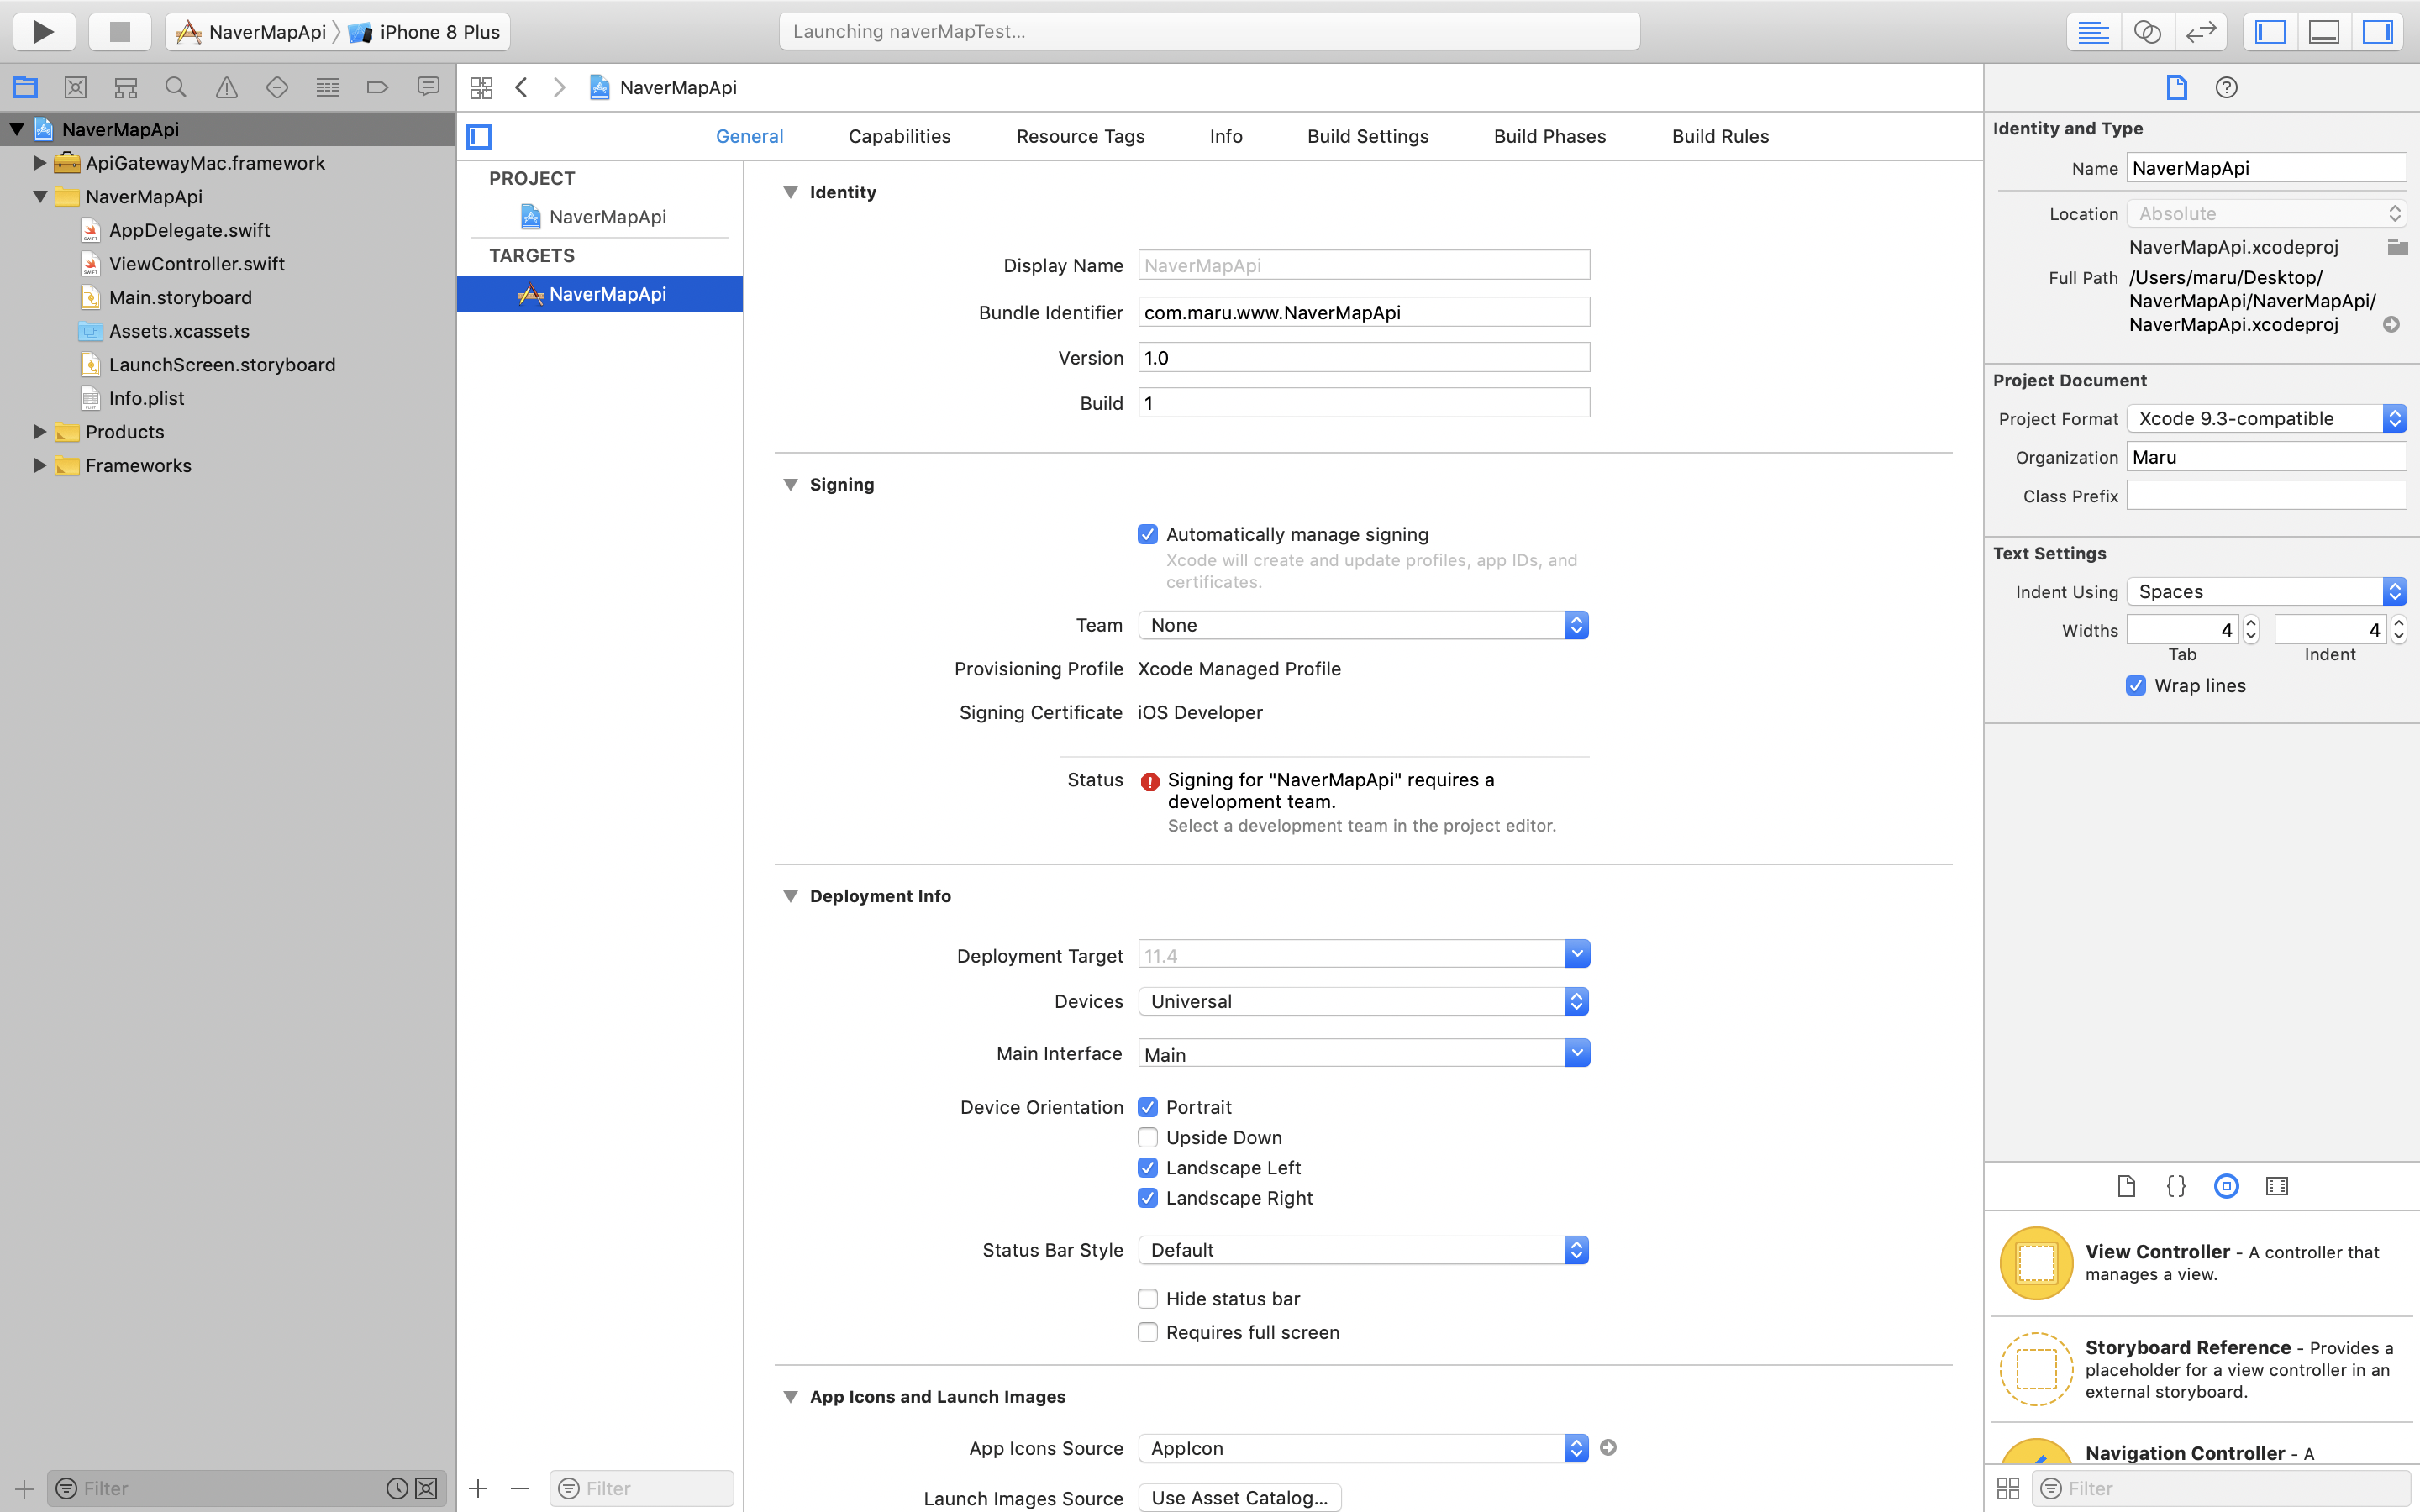 NaverMapApi
iPhone 8 Plus
Launching naverMapTest...
NaverMapApi
ApiGatewayMac.framework
NaverMapApi
AppDelegate.swift
ViewController.swift
Main.storyboard
Assets.xcassets
LaunchScreen.storyboard
Info.plist
Products
Frameworks
Filter
NaverMapApi
General Capabilities Resource Tags Info Build Settings Build Phases Build Rules
PROJECT
NaverMapApi
TARGETS
NaverMapApi
Filter
Identity
Display Name NaverMapApi
Bundle Identifier com.maru.www.NaverMapApi
Version 1.0
Build 1
Signing
Automatically manage signing
Xcode will create and update profiles, app IDs, and
certificates.
Team None
Provisioning Profile Xcode Managed Profile
Signing Certificate iOS Developer
Status Signing for "NaverMapApi" requires a
development team.
Select a development team in the project editor.
Deployment Info
Deployment Target 11.4
Devices Universal
Main Interface Main
Device Orientation Portrait
Upside Down
Landscape Left
Landscape Right
Status Bar Style Default
Hide status bar
Requires full screen
App Icons and Launch Images
App Icons Source AppIcon
Launch Images Source Use Asset Catalog...
Identity and Type
Name NaverMapApi
Location Absolute
NaverMapApi.xcodeproj
Full Path /Users/maru/Desktop/
NaverMapApi/NaverMapApi/
NaverMapApi.xcodeproj
Project Document
Project Format Xcode 9.3-compatible
Organization Maru
Class Prefix
Text Settings
Indent Using Spaces
Widths 4 4
Tab Indent
Wrap lines
{}
View Controller - A controller that
manages a view.
Storyboard Reference - Provides a
placeholder for a view controller in an
external storyboard.
Navigation Controller - A
Filter